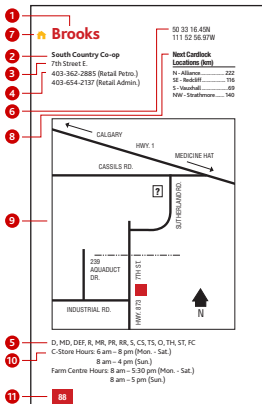 1
7 Brooks
2 South Country Co-op
3 7th Street E.
4 403-362-2885 (Retail Petro.)
403-654-2137 (Retail Admin.)
6
50 33 16.45N
111 52 56.97W
8
Next Cardlock
Locations (km)
N - Alliance 222
SE - Redcliff 116
S - Vauxhall 69
NW - Strathmore 140
9
CALGARY
HWY. 1
MEDICINE HAT
CASSILS RD.
?
SUTHERLAND RD.
239
AQUADUCT
DR.
7TH ST.
INDUSTRIAL RD.
HWY. 873
N
5 D, MD, DEF, R, MR, PR, RR, S, CS, TS, O, TH, ST, FC
10 C-Store Hours: 6 am – 8 pm (Mon. - Sat.)
8 am – 4 pm (Sun.)
Farm Centre Hours: 8 am – 5:30 pm (Mon. - Sat.)
8 am – 5 pm (Sun.)
11 88